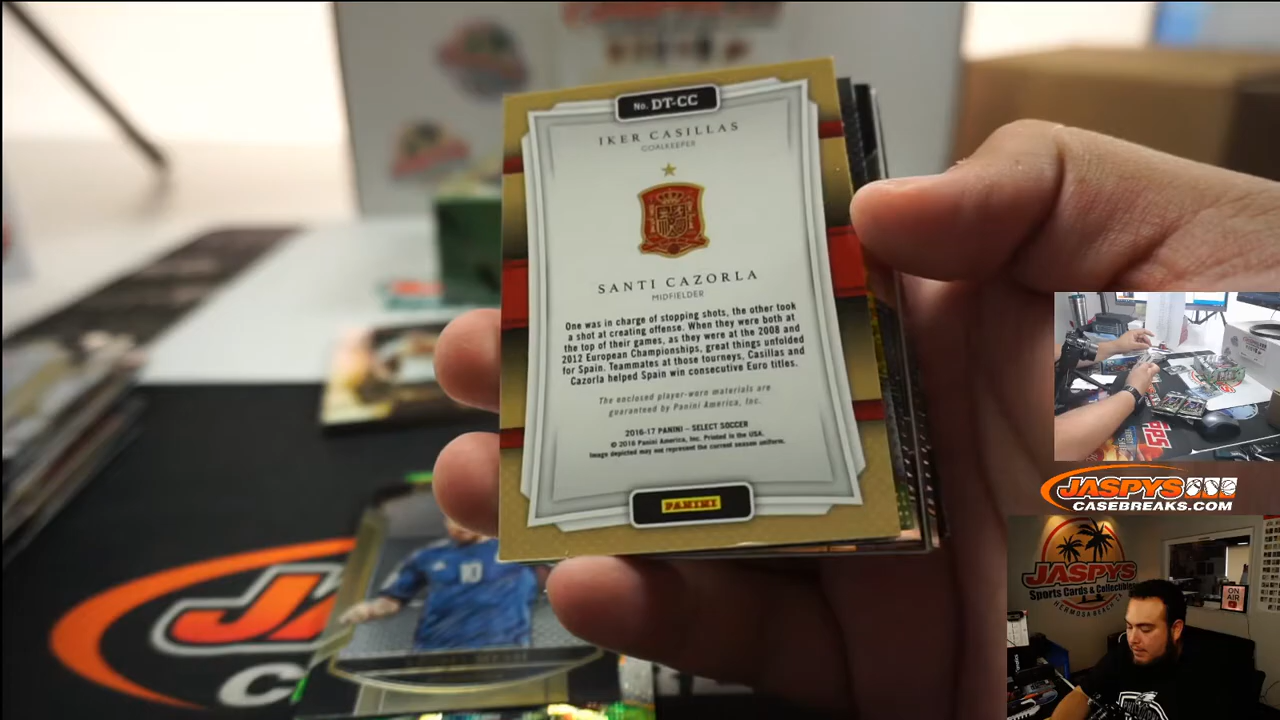 No. DT-CC
IKER CASILLAS
GOALKEEPER
SANTI CAZORLA
MIDFIELDER
One was in charge of stopping shots, the other took
a shot at creating offense. When they were both at
the top of their games, as they were at the 2008 and
2012 European Championships, great things unfolded
for Spain. Teammates at those tourneys, Casillas and
Cazorla helped Spain win consecutive Euro titles.
The enclosed player-worn materials are
guaranteed by Panini America, Inc.
2016-17 PANINI – SELECT SOCCER
© 2016 Panini America, Inc. Printed in the USA.
Image depicted may not represent the current season uniform.
PANINI
10
JASPYS
CASEBREAKS.COM
JASPYS
Sports Cards & Collectibles
HERMOSA BEACH, CA
ON AIR